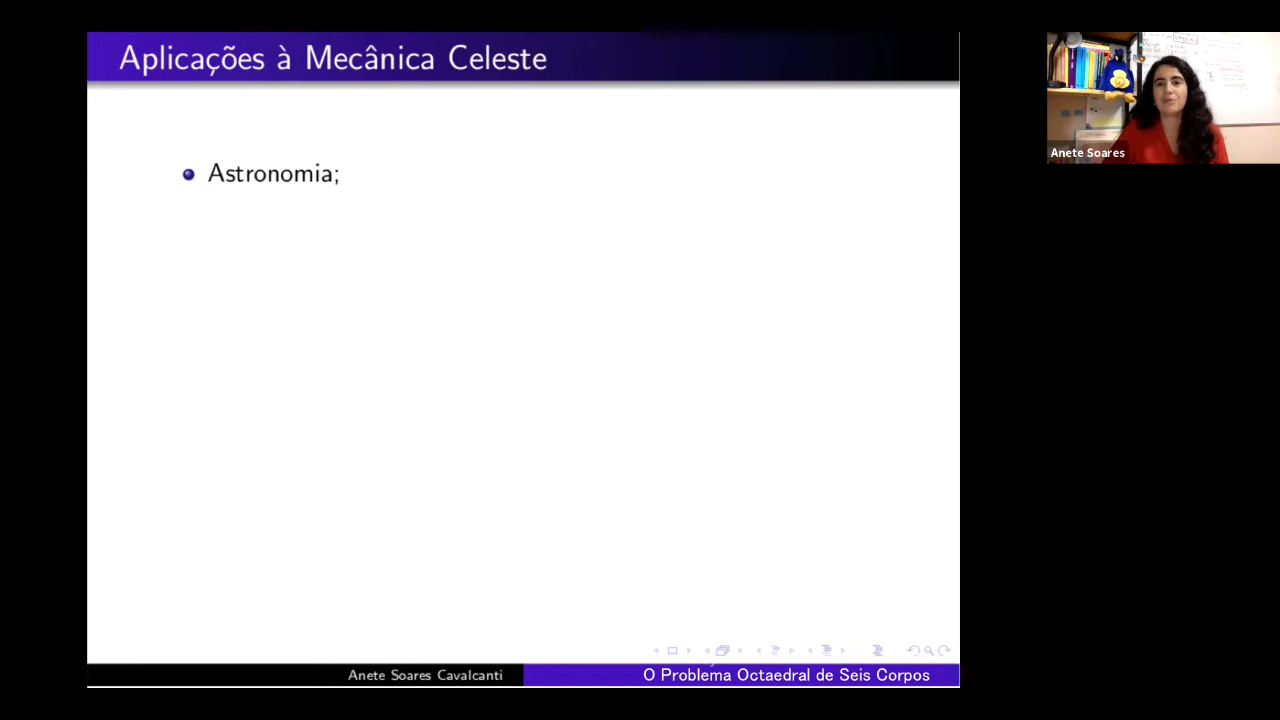 Aplicações à Mecânica Celeste
Anete Soares
Astronomia;
Anete Soares Cavalcanti
O Problema Octaedral de Seis Corpos